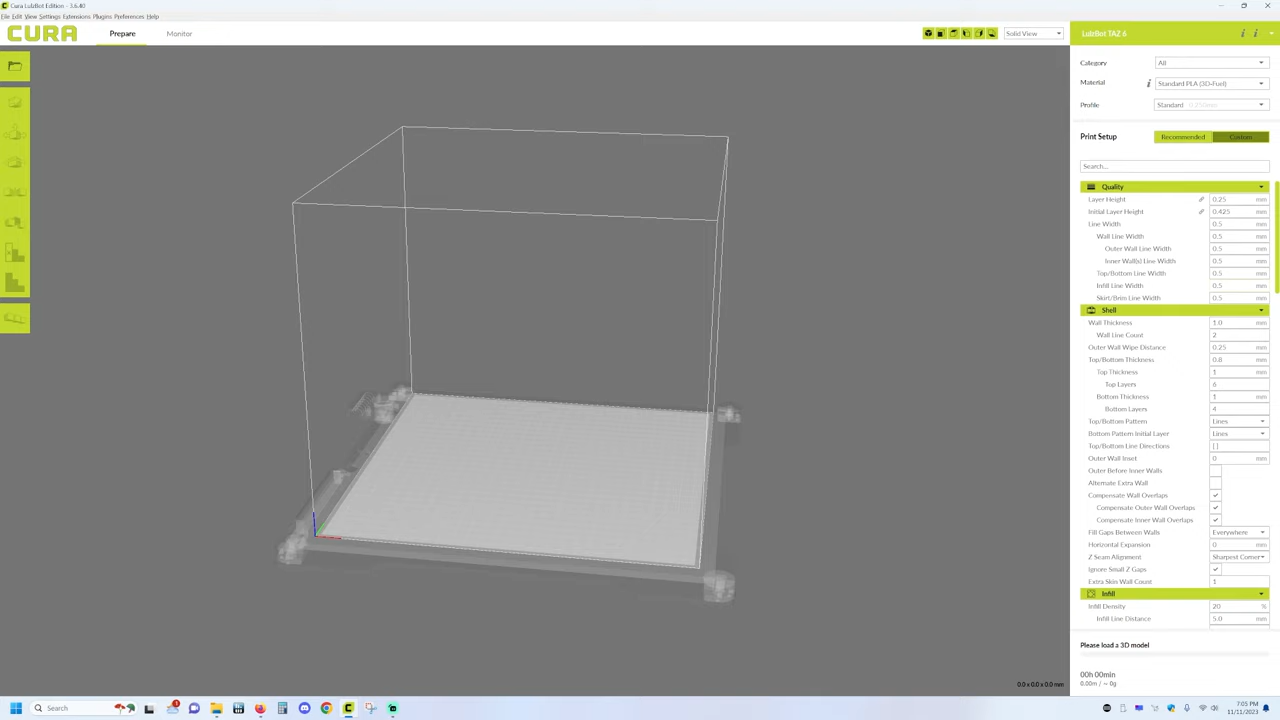 Cura LulzBot Edition - 3.6.40
File Edit View Settings Extensions Plugins Preferences Help
CURA
Prepare
Monitor
Solid View
LulzBot TAZ 6
Category
All
Material
Standard PLA (3D-Fuel)
Profile
Standard
Print Setup
Recommended
Custom
Search...
Quality
Layer Height 0.25 mm
Initial Layer Height 0.425 mm
Line Width 0.5 mm
Wall Line Width 0.5 mm
Outer Wall Line Width 0.5 mm
Inner Wall(s) Line Width 0.5 mm
Top/Bottom Line Width 0.5 mm
Infill Line Width 0.5 mm
Skirt/Brim Line Width 0.5 mm
Shell
Wall Thickness 1.0 mm
Wall Line Count 2
Outer Wall Wipe Distance 0.25 mm
Top/Bottom Thickness 0.8 mm
Top Thickness 1 mm
Top Layers 6
Bottom Thickness 1 mm
Bottom Layers 4
Top/Bottom Pattern Lines
Bottom Pattern Initial Layer Lines
Top/Bottom Line Directions [ ]
Outer Wall Inset 0 mm
Outer Before Inner Walls
Alternate Extra Wall
Compensate Wall Overlaps
Compensate Outer Wall Overlaps
Compensate Inner Wall Overlaps
Fill Gaps Between Walls Everywhere
Horizontal Expansion 0 mm
Z Seam Alignment Sharpest Corner
Ignore Small Z Gaps
Extra Skin Wall Count 1
Infill
Infill Density 20 %
Infill Line Distance 5.0 mm
Please load a 3D model
00h 00min
0.00m / ~ 0g
0.0 x 0.0 x 0.0 mm
Search
7:05 PM
11/11/2023